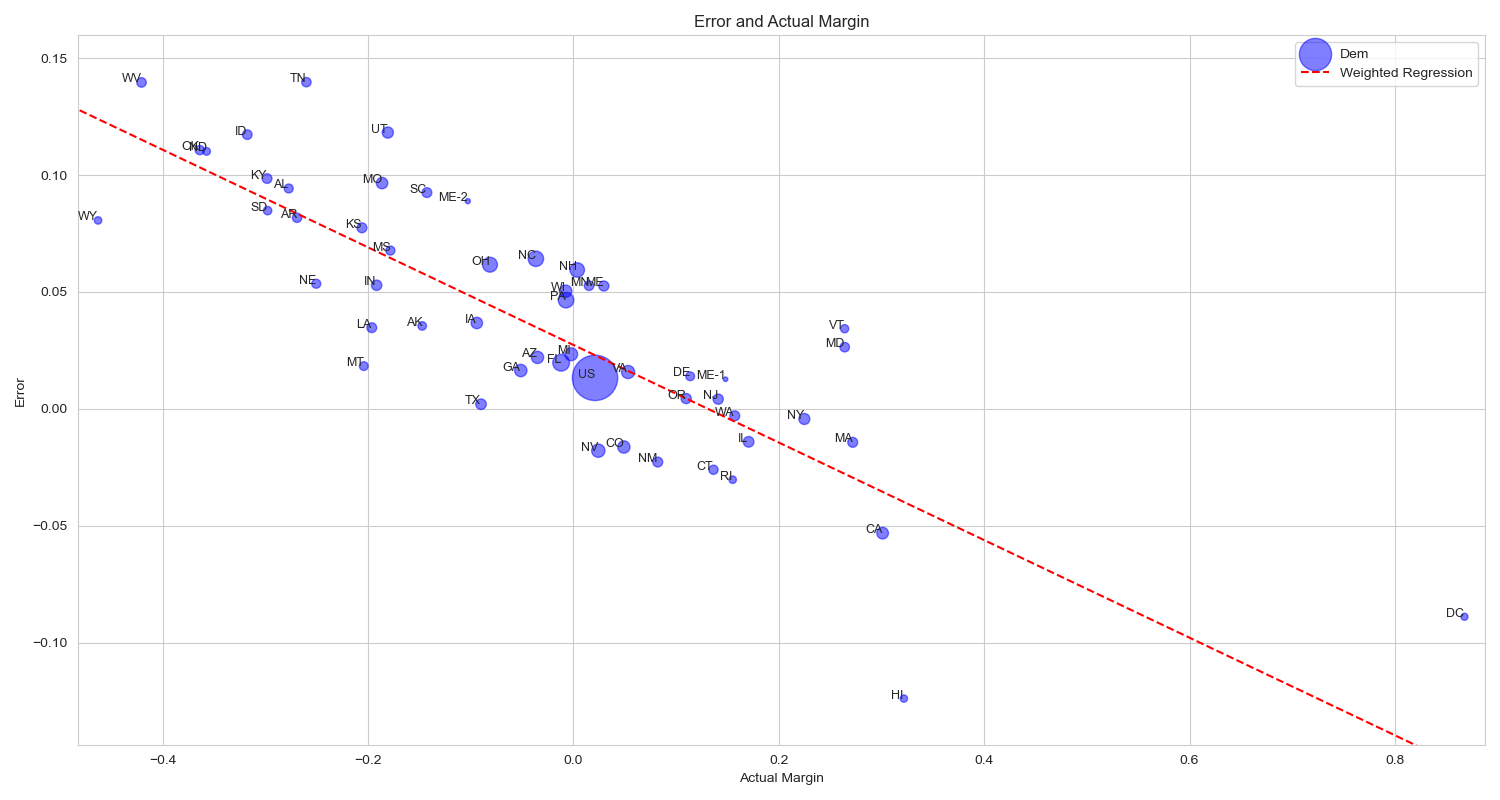 Error and Actual Margin
Dem
Weighted Regression
0.15
0.10
0.05
0.00
−0.05
−0.10
Error
WV
TN
ID
UT
OK
ND
KY
AL
MO
SC
ME-2
SD
AR
WY
KS
MS
OH
NC
NH
NE
IN
MN
ME
WI
PA
LA
AK
IA
VT
MD
MT
GA
AZ
FL
MI
US
VA
DE
ME-1
TX
OR
NJ
WA
NY
NV
CO
NM
IL
MA
CT
RI
CA
DC
HI
−0.4
−0.2
0.0
0.2
0.4
0.6
0.8
Actual Margin